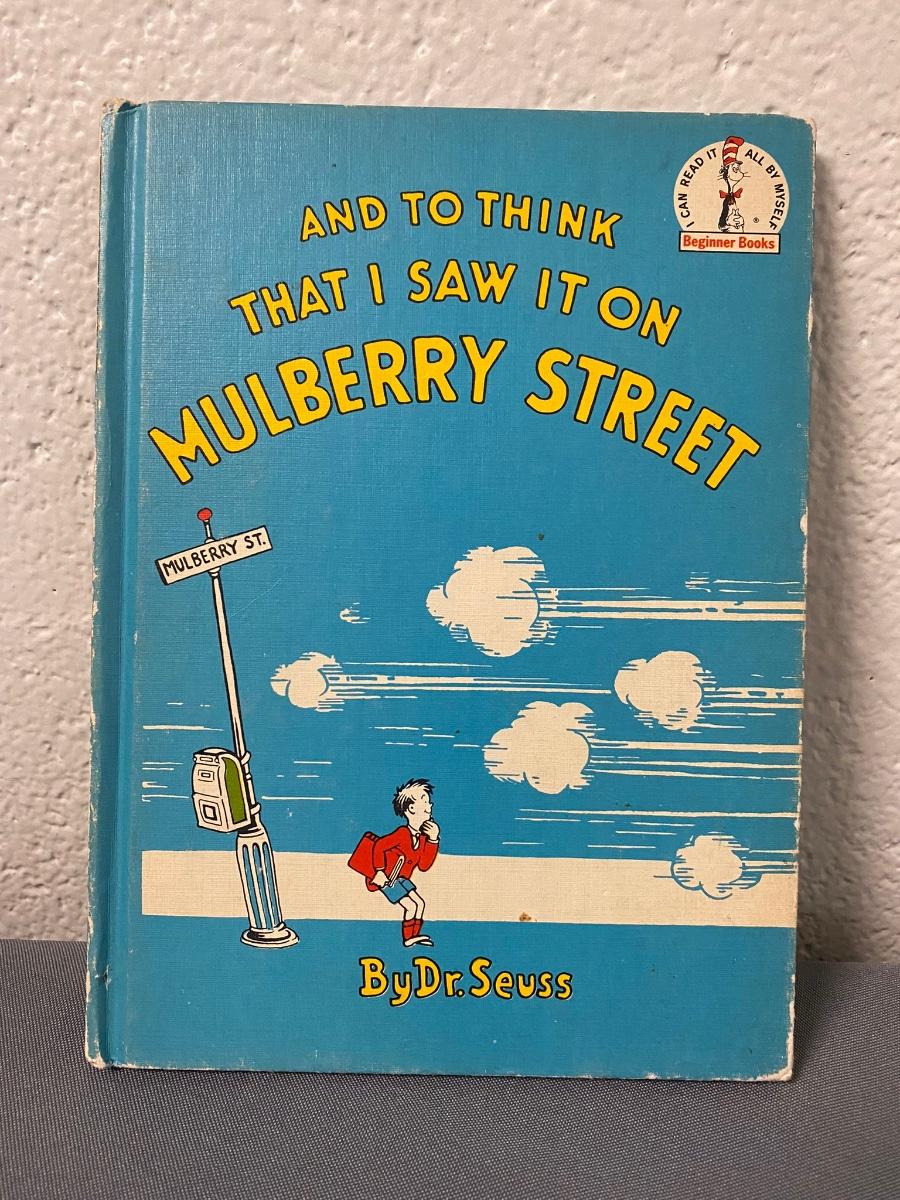 I CAN READ IT ALL BY MYSELF
®
Beginner Books
AND TO THINK
THAT I SAW IT ON
MULBERRY STREET
MULBERRY ST.
By Dr. Seuss